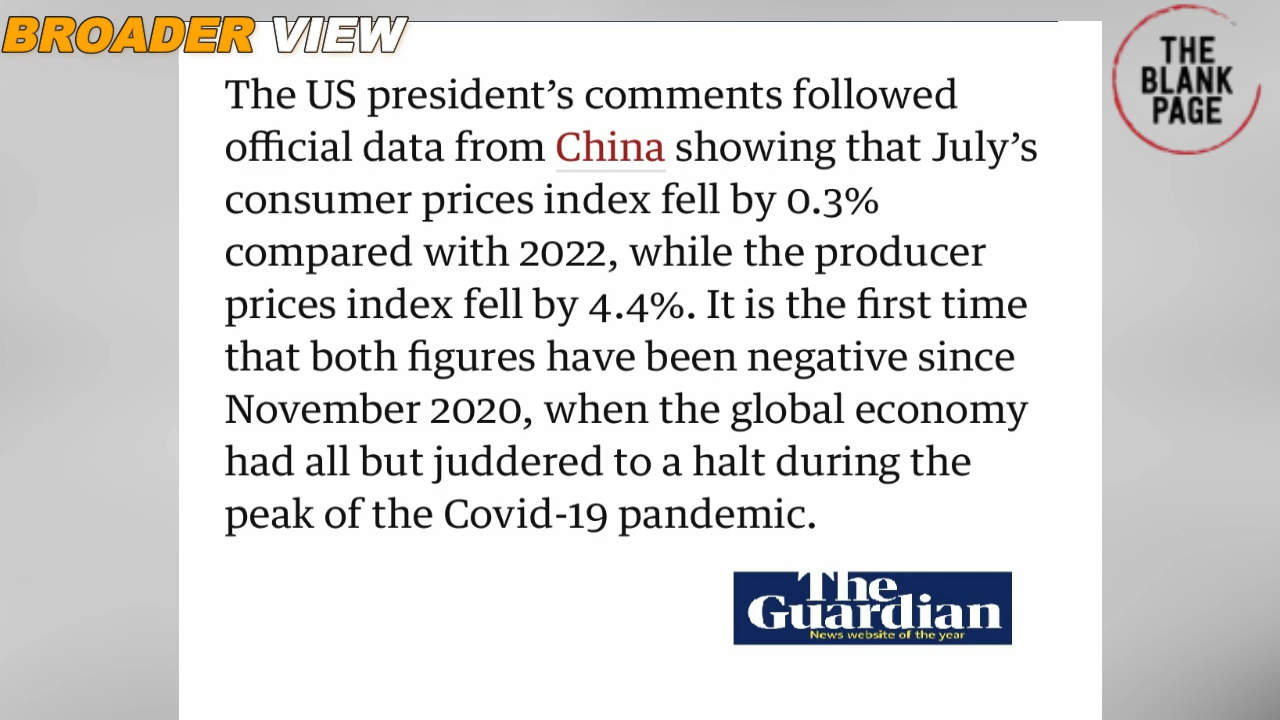 BROADER VIEW
THE
BLANK
PAGE
The US president’s comments followed
official data from China showing that July’s
consumer prices index fell by 0.3%
compared with 2022, while the producer
prices index fell by 4.4%. It is the first time
that both figures have been negative since
November 2020, when the global economy
had all but juddered to a halt during the
peak of the Covid-19 pandemic.
The
Guardian
News website of the year